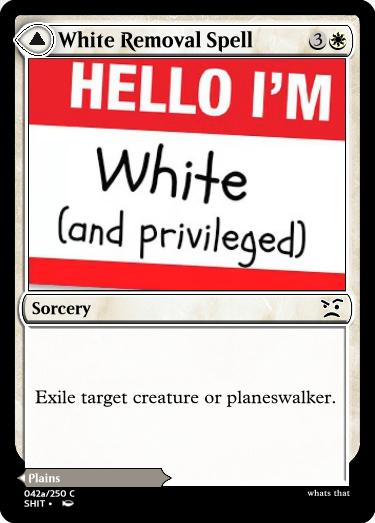 White Removal Spell 3
HELLO I'M
White
(and privileged)
Sorcery
Exile target creature or planeswalker.
Plains
042a/250 C
SHIT •
whats that